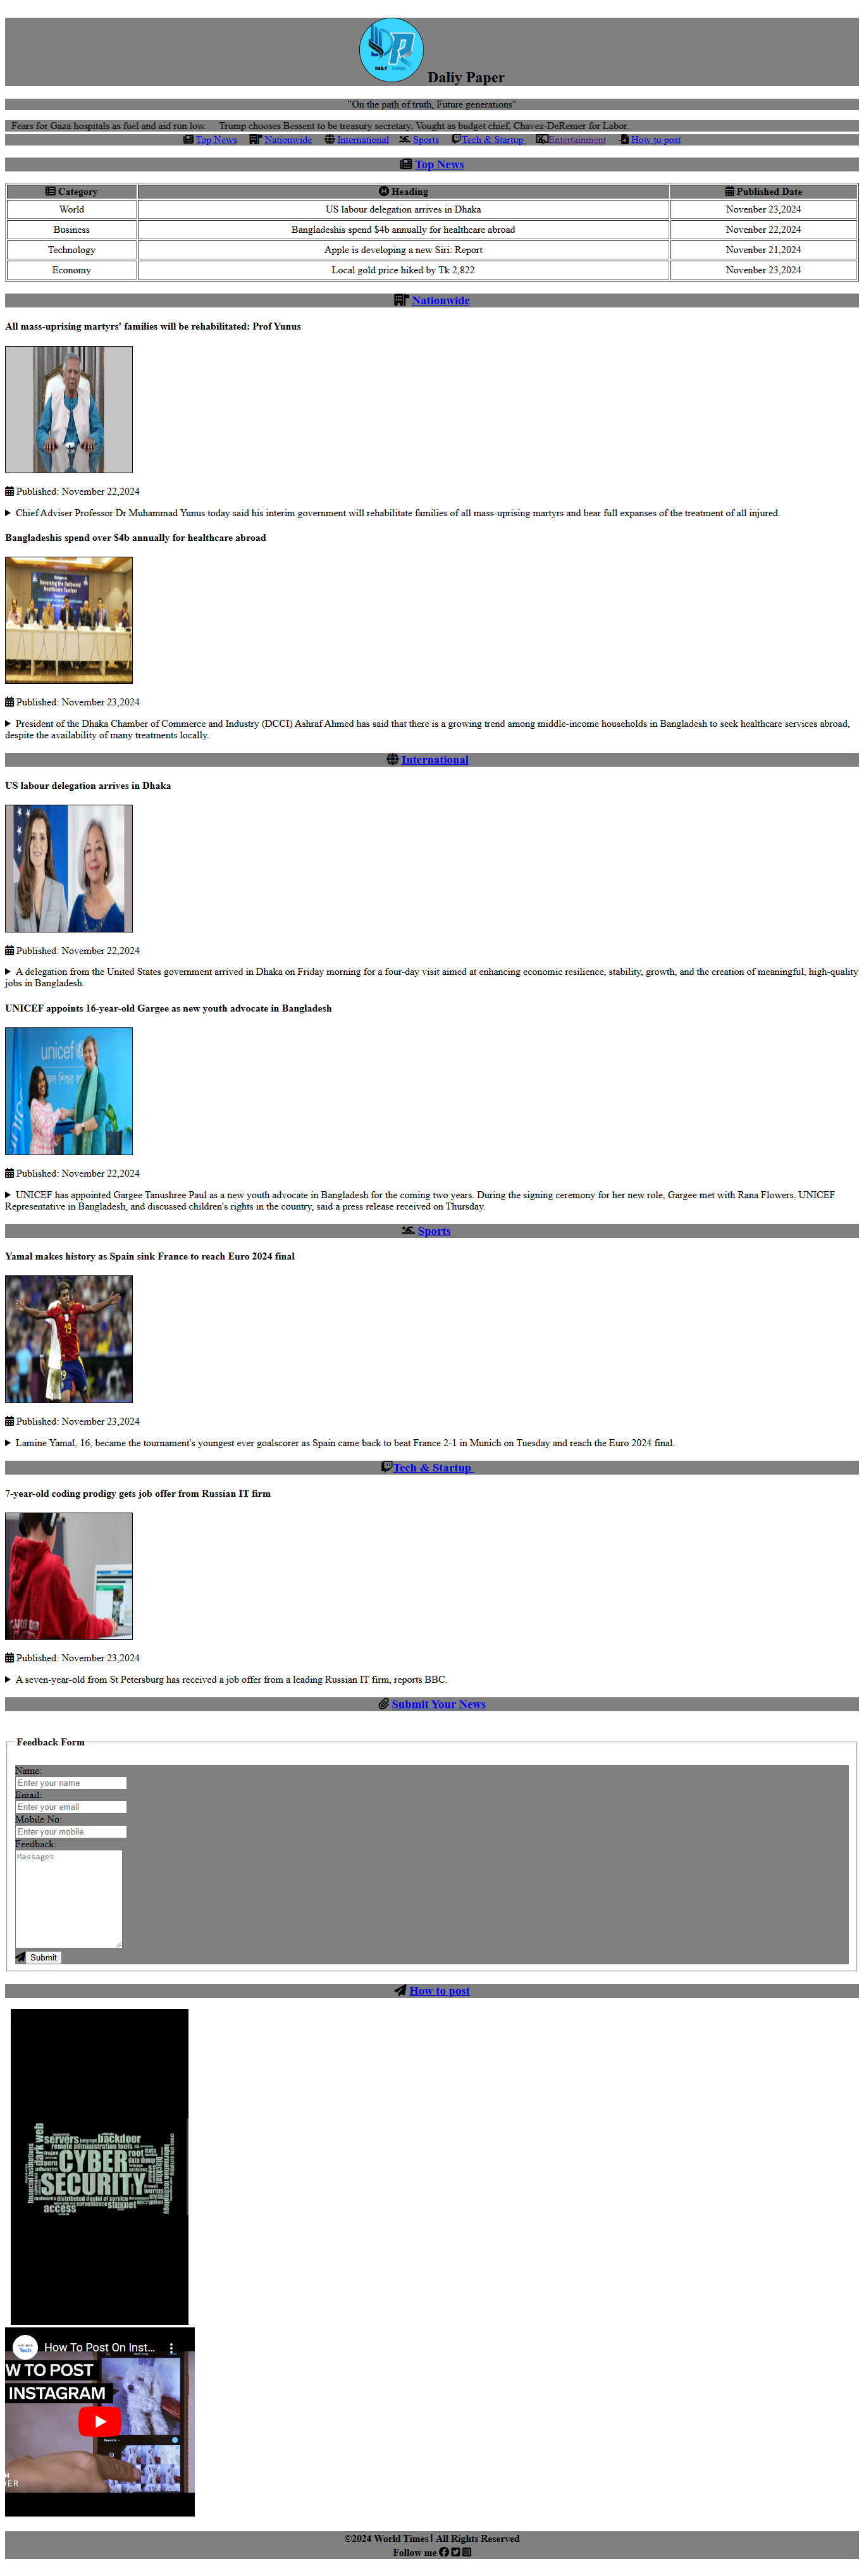 DAILY PAPER
Daliy Paper
"On the path of truth, Future generations"
Fears for Gaza hospitals as fuel and aid run low. Trump chooses Bessent to be treasury secretary, Vought as budget chief, Chavez-DeRemer for Labor.
Top News Nationwide International Sports Tech & Startup Entertainment How to post
Top News
Category Heading Published Date
World US labour delegation arrives in Dhaka Novenber 23,2024
Business Bangladeshis spend $4b annually for healthcare abroad Novenber 22,2024
Technology Apple is developing a new Siri: Report Novenber 21,2024
Economy Local gold price hiked by Tk 2,822 Novenber 23,2024
Nationwide
All mass-uprising martyrs' families will be rehabilitated: Prof Yunus
Published: November 22,2024
Chief Adviser Professor Dr Muhammad Yunus today said his interim government will rehabilitate families of all mass-uprising martyrs and bear full expanses of the treatment of all injured.
Bangladeshis spend over $4b annually for healthcare abroad
Reversing the Outbound
Healthcare Tourism
Published: November 23,2024
President of the Dhaka Chamber of Commerce and Industry (DCCI) Ashraf Ahmed has said that there is a growing trend among middle-income households in Bangladesh to seek healthcare services abroad,
despite the availability of many treatments locally.
International
US labour delegation arrives in Dhaka
Published: November 22,2024
A delegation from the United States government arrived in Dhaka on Friday morning for a four-day visit aimed at enhancing economic resilience, stability, growth, and the creation of meaningful, high-quality
jobs in Bangladesh.
UNICEF appoints 16-year-old Gargee as new youth advocate in Bangladesh
unicef
Published: November 22,2024
UNICEF has appointed Gargee Tanushree Paul as a new youth advocate in Bangladesh for the coming two years. During the signing ceremony for her new role, Gargee met with Rana Flowers, UNICEF
Representative in Bangladesh, and discussed children's rights in the country, said a press release received on Thursday.
Sports
Yamal makes history as Spain sink France to reach Euro 2024 final
19
Published: November 23,2024
Lamine Yamal, 16, became the tournament's youngest ever goalscorer as Spain came back to beat France 2-1 in Munich on Tuesday and reach the Euro 2024 final.
Tech & Startup
7-year-old coding prodigy gets job offer from Russian IT firm
Published: November 23,2024
A seven-year-old from St Petersburg has received a job offer from a leading Russian IT firm, reports BBC.
Submit Your News
Feedback Form
Name:
Enter your name
Email:
Enter your email
Mobile No:
Enter your mobile
Feedback:
Massages
Submit
How to post
dark web
servers backdoor
remote administration tools
CYBER root
data dump
SECURITY
distributed denial of service
stuxnet encryption
access
Tech How To Post On Inst...
W TO POST
INSTAGRAM
©2024 World Times| All Rights Reserved
Follow me